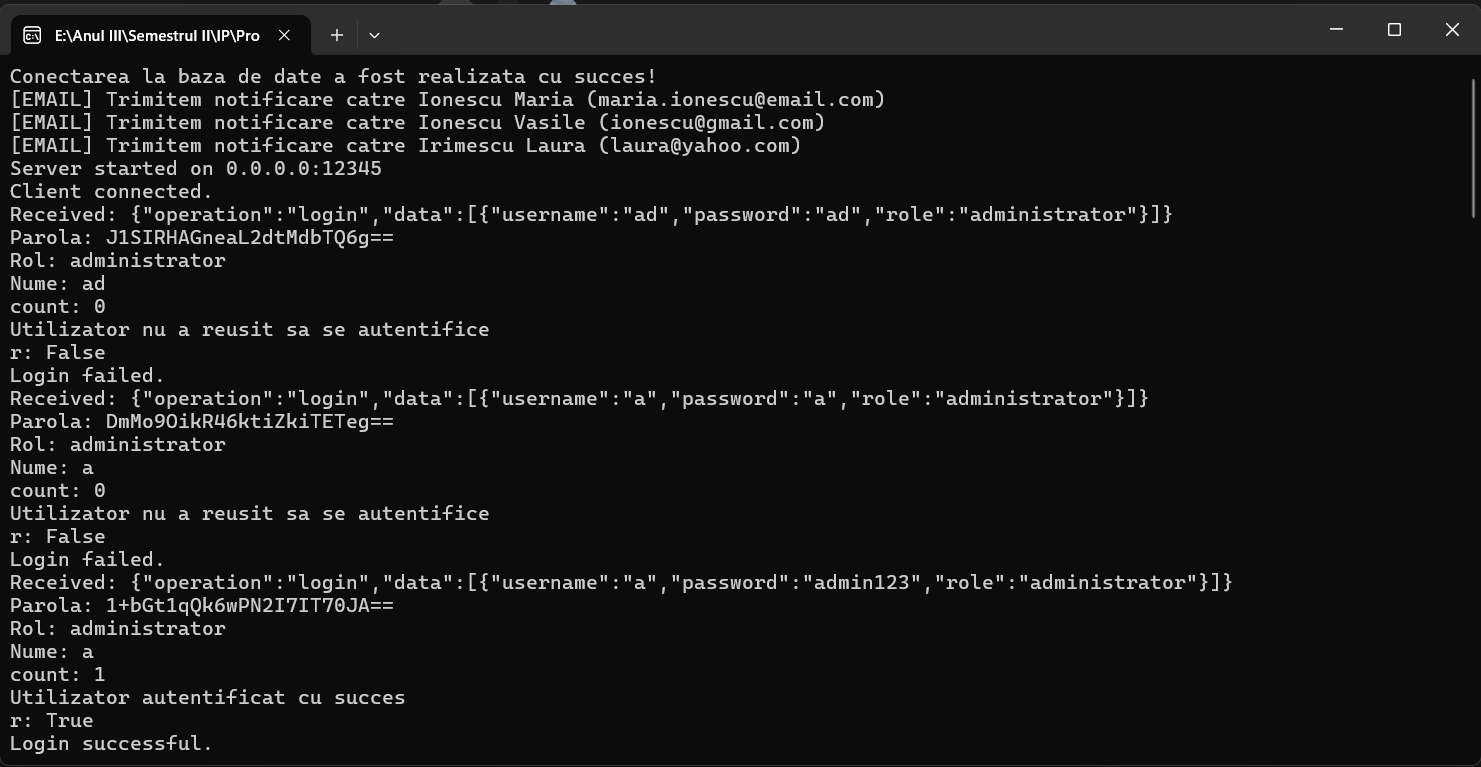 E:\Anul III\Semestrul II\IP\Pro
Conectarea la baza de date a fost realizata cu succes!
[EMAIL] Trimitem notificare catre Ionescu Maria (maria.ionescu@email.com)
[EMAIL] Trimitem notificare catre Ionescu Vasile (ionescu@gmail.com)
[EMAIL] Trimitem notificare catre Irimescu Laura (laura@yahoo.com)
Server started on 0.0.0.0:12345
Client connected.
Received: {"operation":"login","data":[{"username":"ad","password":"ad","role":"administrator"}]}
Parola: J1SIRHAGneaL2dtMdbTQ6g==
Rol: administrator
Nume: ad
count: 0
Utilizator nu a reusit sa se autentifice
r: False
Login failed.
Received: {"operation":"login","data":[{"username":"a","password":"a","role":"administrator"}]}
Parola: DmMo9OikR46ktiZkiTETeg==
Rol: administrator
Nume: a
count: 0
Utilizator nu a reusit sa se autentifice
r: False
Login failed.
Received: {"operation":"login","data":[{"username":"a","password":"admin123","role":"administrator"}]}
Parola: 1+bGt1qQk6wPN2I7IT70JA==
Rol: administrator
Nume: a
count: 1
Utilizator autentificat cu succes
r: True
Login successful.